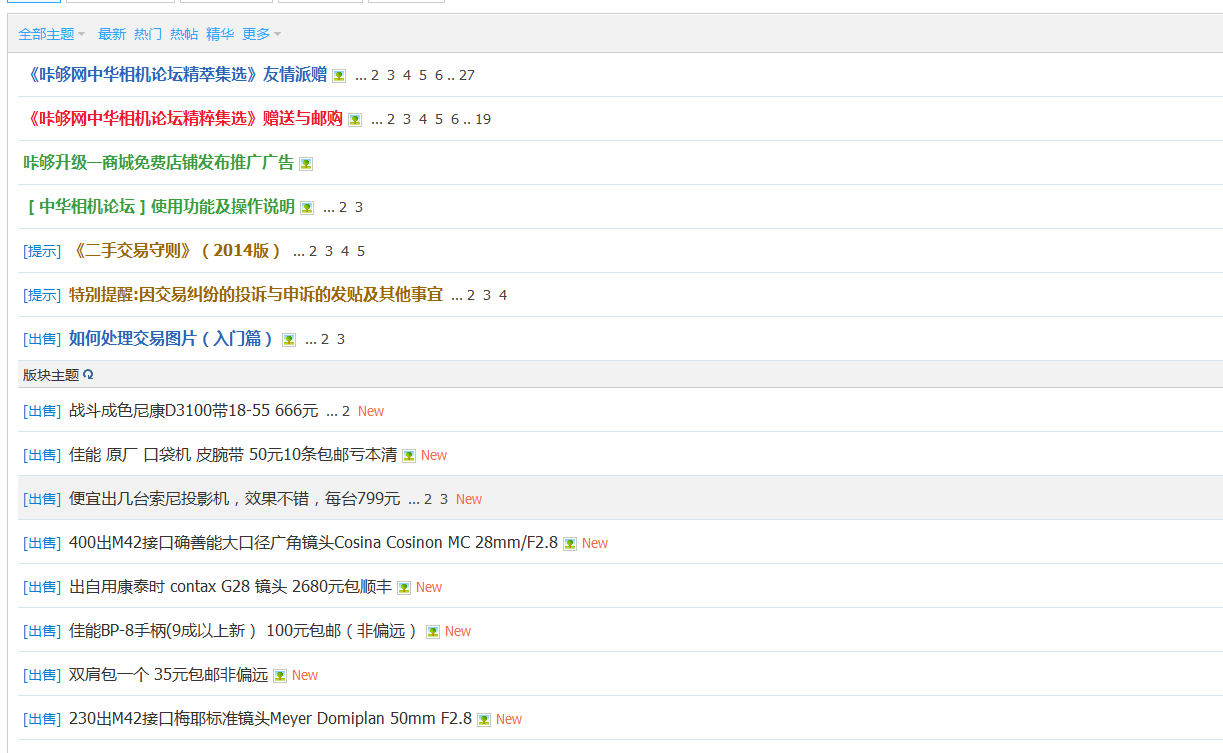 全部主题 最新 热门 热帖 精华 更多
《咔够网中华相机论坛精萃集选》友情派赠 ... 2 3 4 5 6 .. 27
《咔够网中华相机论坛精粹集选》赠送与邮购 ... 2 3 4 5 6 .. 19
咔够升级—商诚免费店铺发布推广广告
[ 中华相机论坛 ] 使用功能及操作说明 ... 2 3
[提示] 《二手交易守则》（2014版） ... 2 3 4 5
[提示] 特别提醒:因交易纠纷的投诉与申诉的发贴及其他事宜 ... 2 3 4
[出售] 如何处理交易图片（入门篇） ... 2 3
版块主题
[出售] 战斗成色尼康D3100带18-55 666元 ... 2 New
[出售] 佳能 原厂 口袋机 皮腕带 50元10条包邮亏本清 New
[出售] 便宜出几台索尼投影机，效果不错，每台799元 ... 2 3 New
[出售] 400出M42接口确善能大口径广角镜头Cosina Cosinon MC 28mm/F2.8 New
[出售] 出自用康泰时 contax G28 镜头 2680元包顺丰 New
[出售] 佳能BP-8手柄(9成以上新） 100元包邮（非偏远） New
[出售] 双肩包一个 35元包邮非偏远 New
[出售] 230出M42接口梅耶标准镜头Meyer Domiplan 50mm F2.8 New